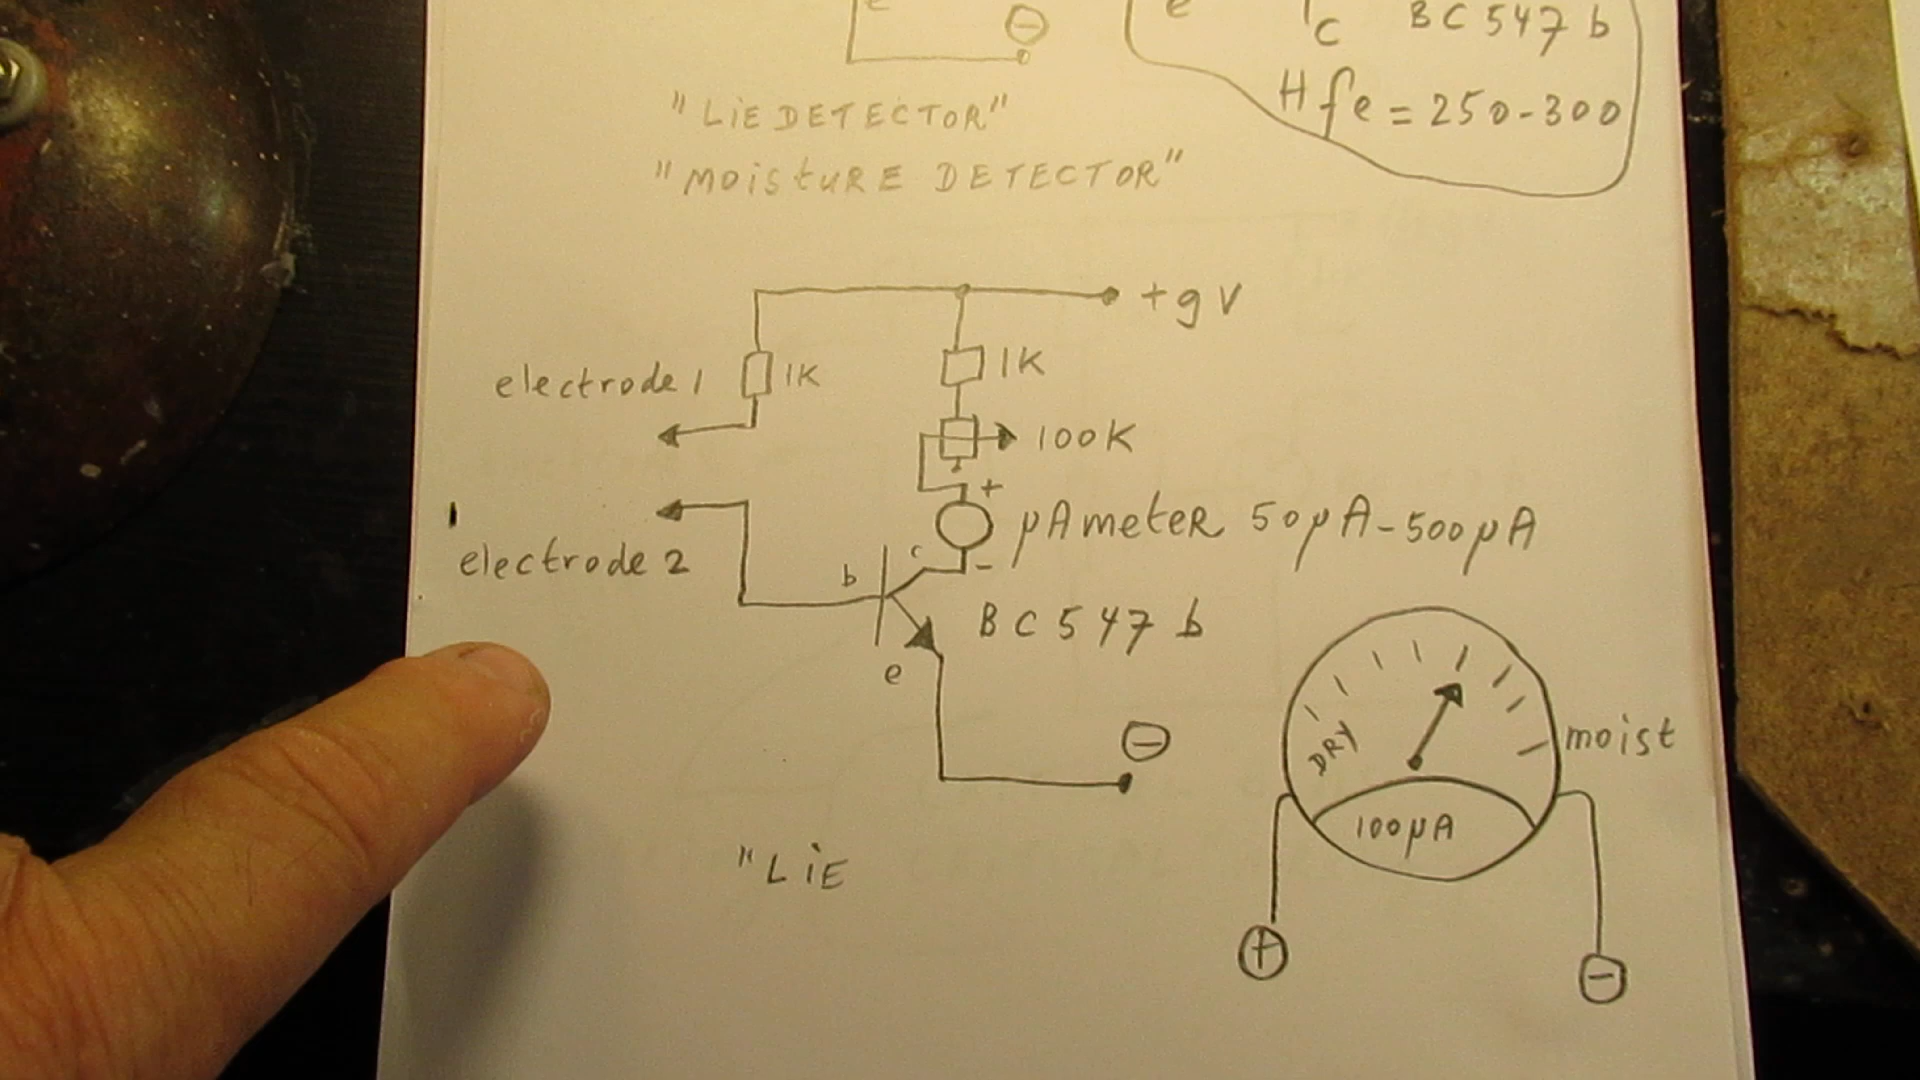 e
⊖
e
c BC547b
Hfe = 250-300
"LiE DETECTOR"
"MOiStURE DETECTOR"
+9V
electrode 1
1K
1K
100K
+
µAmeteR 50µA-500µA
electrode 2
b
c
-
BC547b
e
⊖
DRY
moist
100µA
"LiE
⊕
⊖